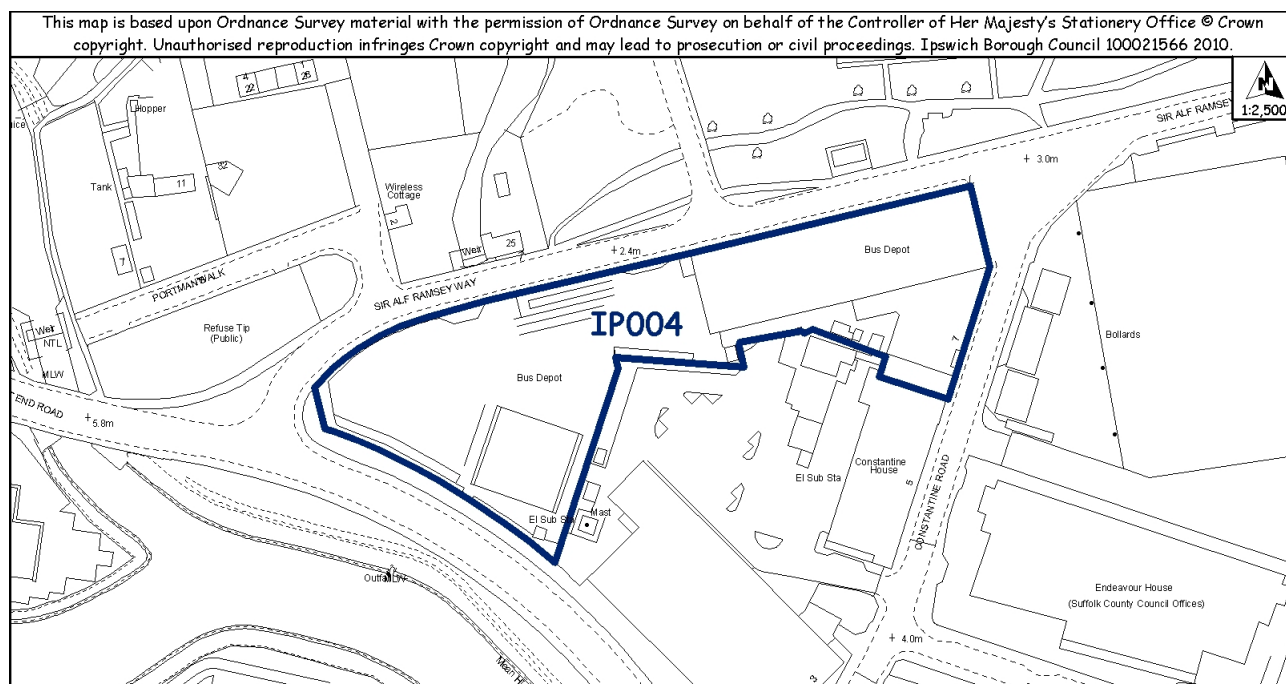 This map is based upon Ordnance Survey material with the permission of Ordnance Survey on behalf of the Controller of Her Majesty's Stationery Office © Crown
copyright. Unauthorised reproduction infringes Crown copyright and may lead to prosecution or civil proceedings. Ipswich Borough Council 100021566 2010.
N
1:2,500
SIR ALF RAMSEY
3.0m
4
22
1
26
Hopper
Tank
11
32
7
Wireless
Cottage
2
Weir
25
2.4m
Bus Depot
PORTMAN'S WALK
SIR ALF RAMSEY WAY
Refuse Tip
(Public)
Weir
NTL
MLW
IP004
Bus Depot
7
Bollards
END ROAD
5.8m
El Sub Sta
Constantine
House
5
CONSTANTINE ROAD
El Sub Sta
Mast
Endeavour House
(Suffolk County Council Offices)
4.0m
3